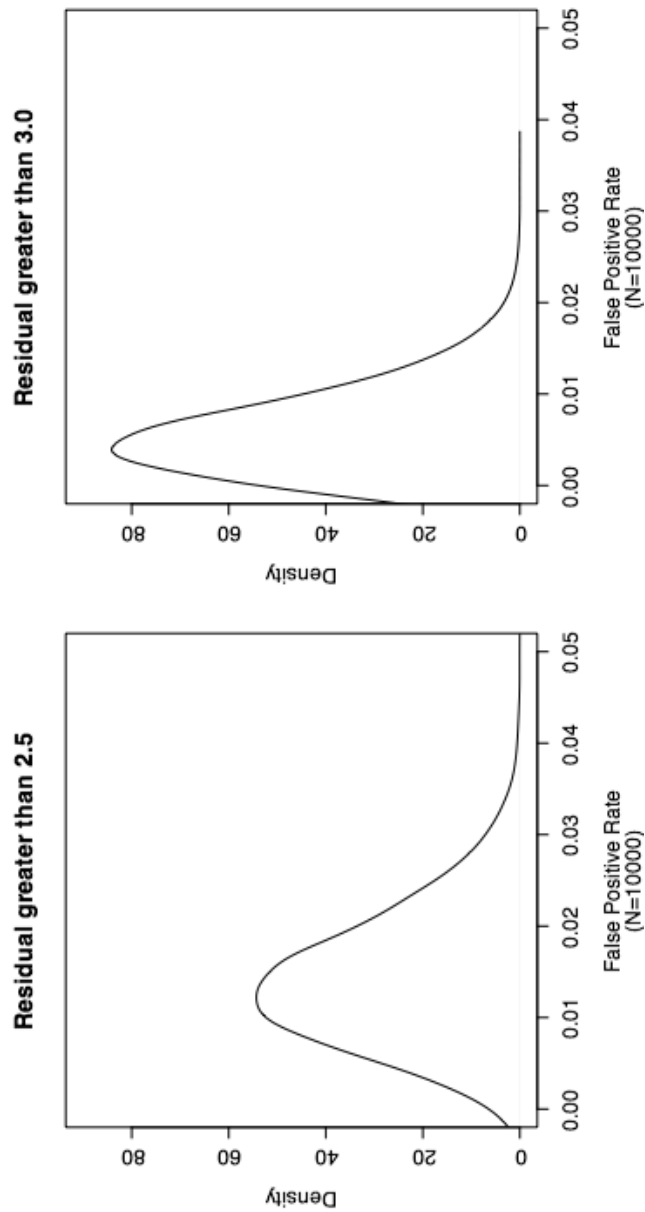 Residual greater than 2.5
Density
0 20 40 60 80
0.00 0.01 0.02 0.03 0.04 0.05
False Positive Rate
(N=10000)
Residual greater than 3.0
Density
0 20 40 60 80
0.00 0.01 0.02 0.03 0.04 0.05
False Positive Rate
(N=10000)